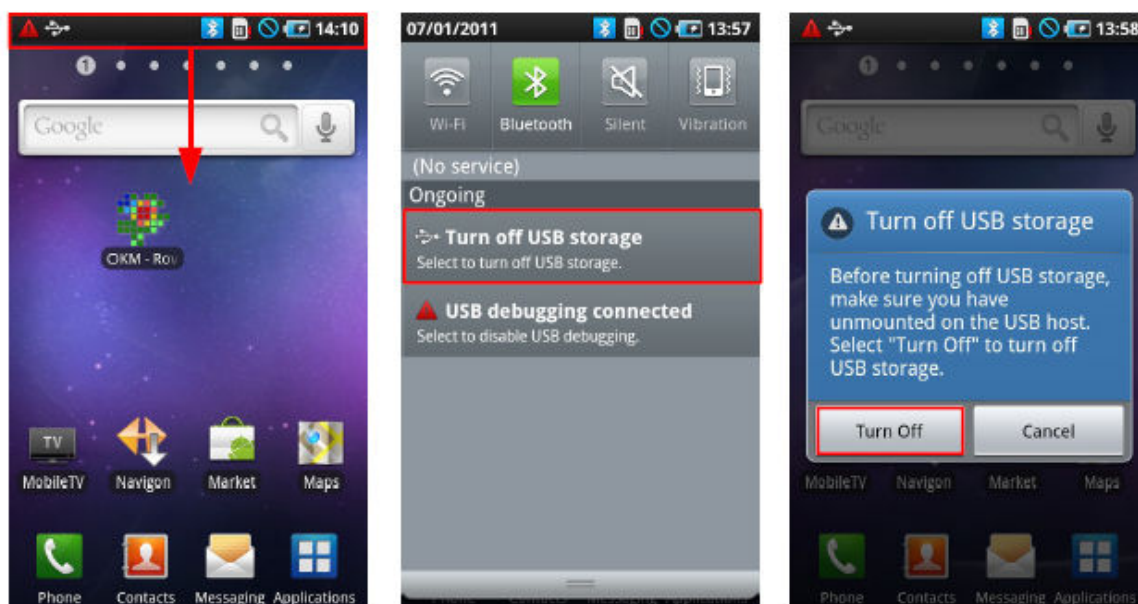 14:10
1
Google
OKM - Rov
TV
MobileTV
Navigon
Market
Maps
Phone
Contacts
Messaging
Applications
07/01/2011
13:57
Wi-Fi
Bluetooth
Silent
Vibration
(No service)
Ongoing
Turn off USB storage
Select to turn off USB storage.
USB debugging connected
Select to disable USB debugging.
13:58
1
Google
Turn off USB storage
Before turning off USB storage,
make sure you have
unmounted on the USB host.
Select "Turn Off" to turn off
USB storage.
Turn Off
Cancel
MobileTV
Navigon
Market
Maps
Phone
Contacts
Messaging
Applications